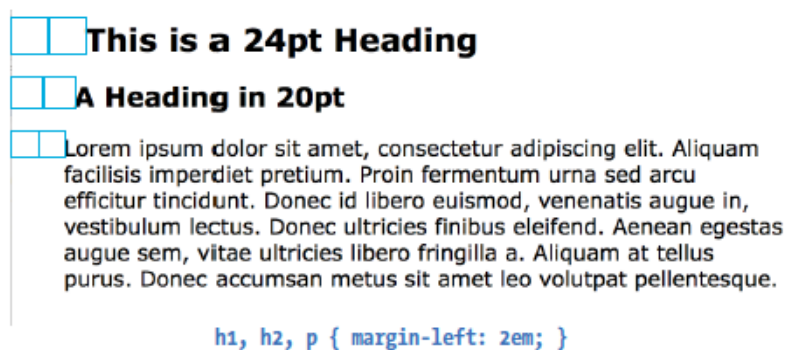 This is a 24pt Heading
A Heading in 20pt
Lorem ipsum dolor sit amet, consectetur adipiscing elit. Aliquam
facilisis imperdiet pretium. Proin fermentum urna sed arcu
efficitur tincidunt. Donec id libero euismod, venenatis augue in,
vestibulum lectus. Donec ultricies finibus eleifend. Aenean egestas
augue sem, vitae ultricies libero fringilla a. Aliquam at tellus
purus. Donec accumsan metus sit amet leo volutpat pellentesque.
h1, h2, p { margin-left: 2em; }